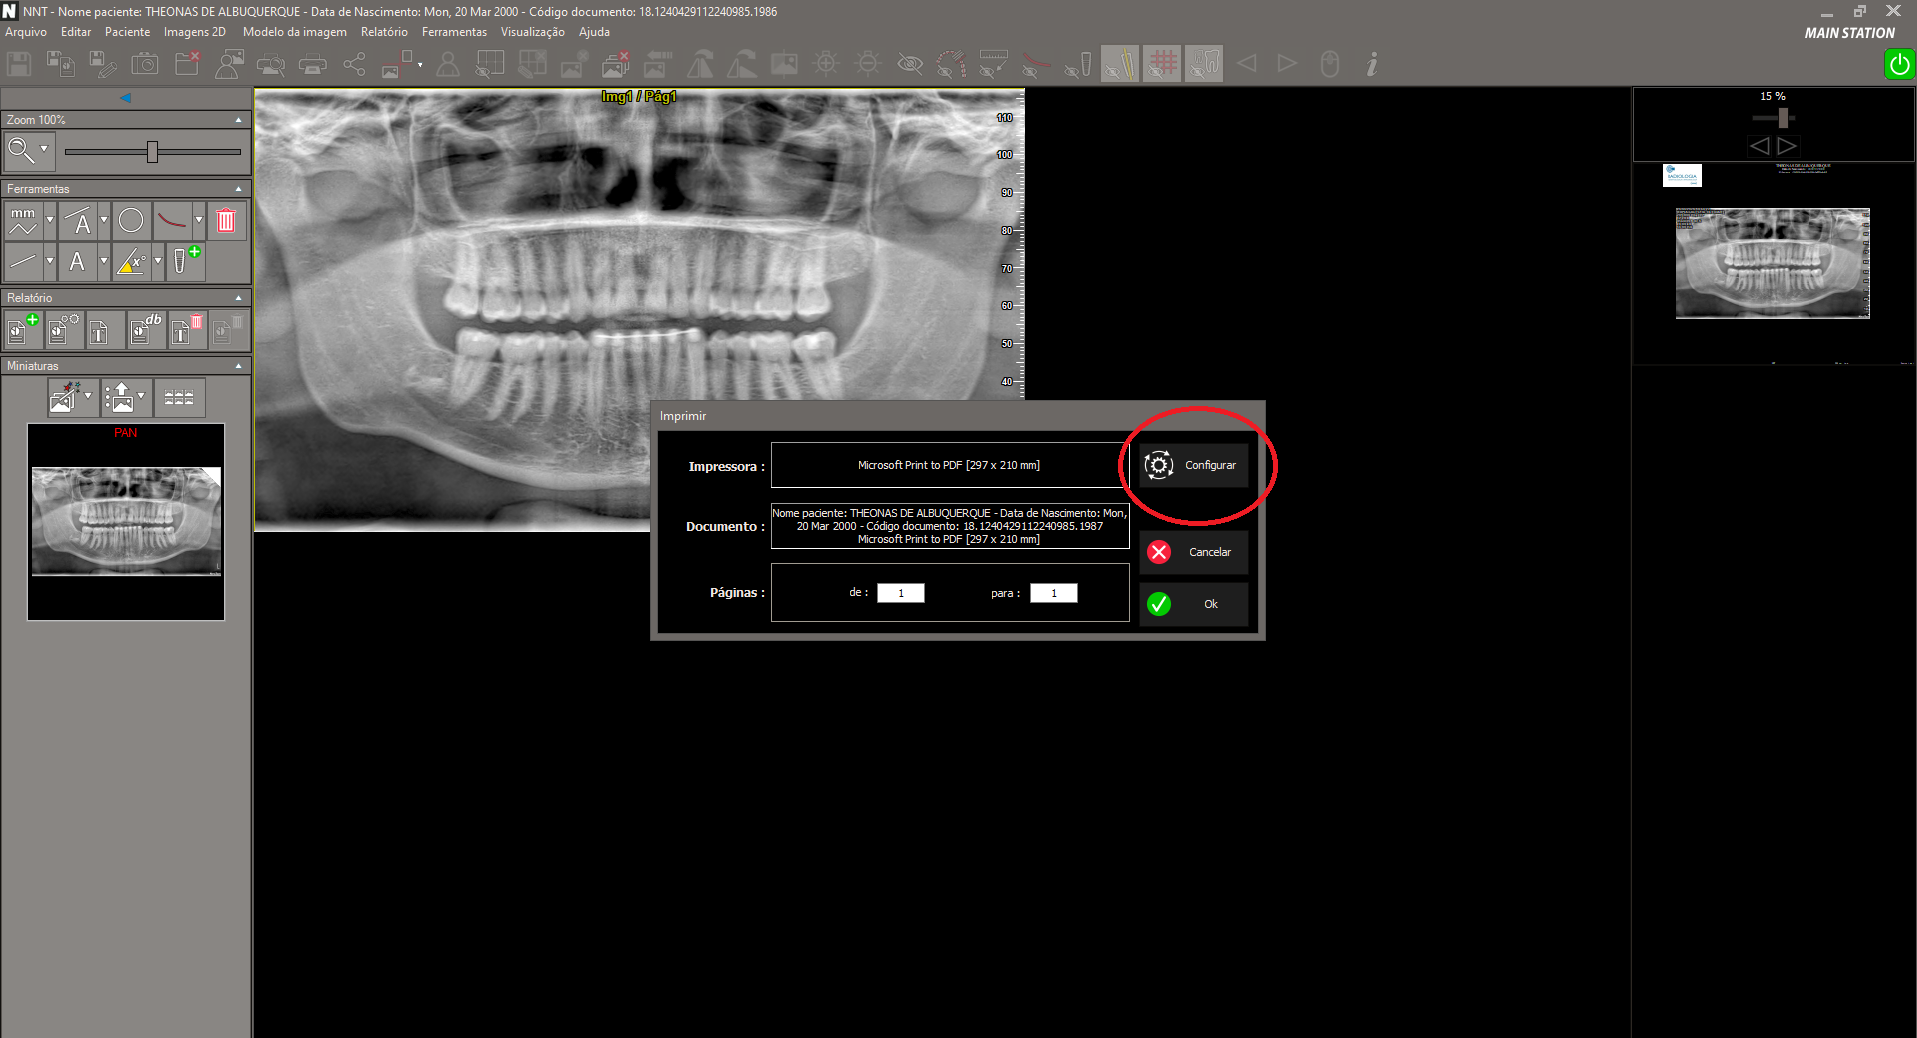 NNT - Nome paciente: THEONAS DE ALBUQUERQUE - Data de Nascimento: Mon, 20 Mar 2000 - Código documento: 18.1240429112240985.1986
Arquivo Editar Paciente Imagens 2D Modelo da imagem Relatório Ferramentas Visualização Ajuda
MAIN STATION
Zoom 100%
Ferramentas
mm
A
A
x°
Relatório
T
db
T
Miniaturas
PAN
L
Img1 / Pág1
110
100
90
80
70
60
50
40
Imprimir
Impressora :
Microsoft Print to PDF [297 x 210 mm]
Configurar
Documento :
Nome paciente: THEONAS DE ALBUQUERQUE - Data de Nascimento: Mon,
20 Mar 2000 - Código documento: 18.1240429112240985.1987
Microsoft Print to PDF [297 x 210 mm]
Cancelar
Páginas :
de : 1
para : 1
Ok
15 %
RADIOLOGIA
THEONAS DE ALBUQUERQUE